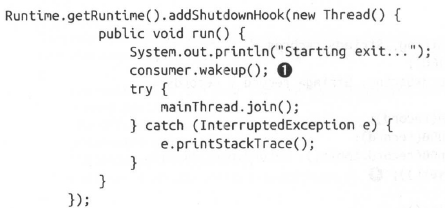 Runtime.getRuntime().addShutdownHook(new Thread() {
            public void run() {
                System.out.println("Starting exit...");
                consumer.wakeup(); ❶
                try {
                    mainThread.join();
                } catch (InterruptedException e) {
                    e.printStackTrace();
                }
            }
        });